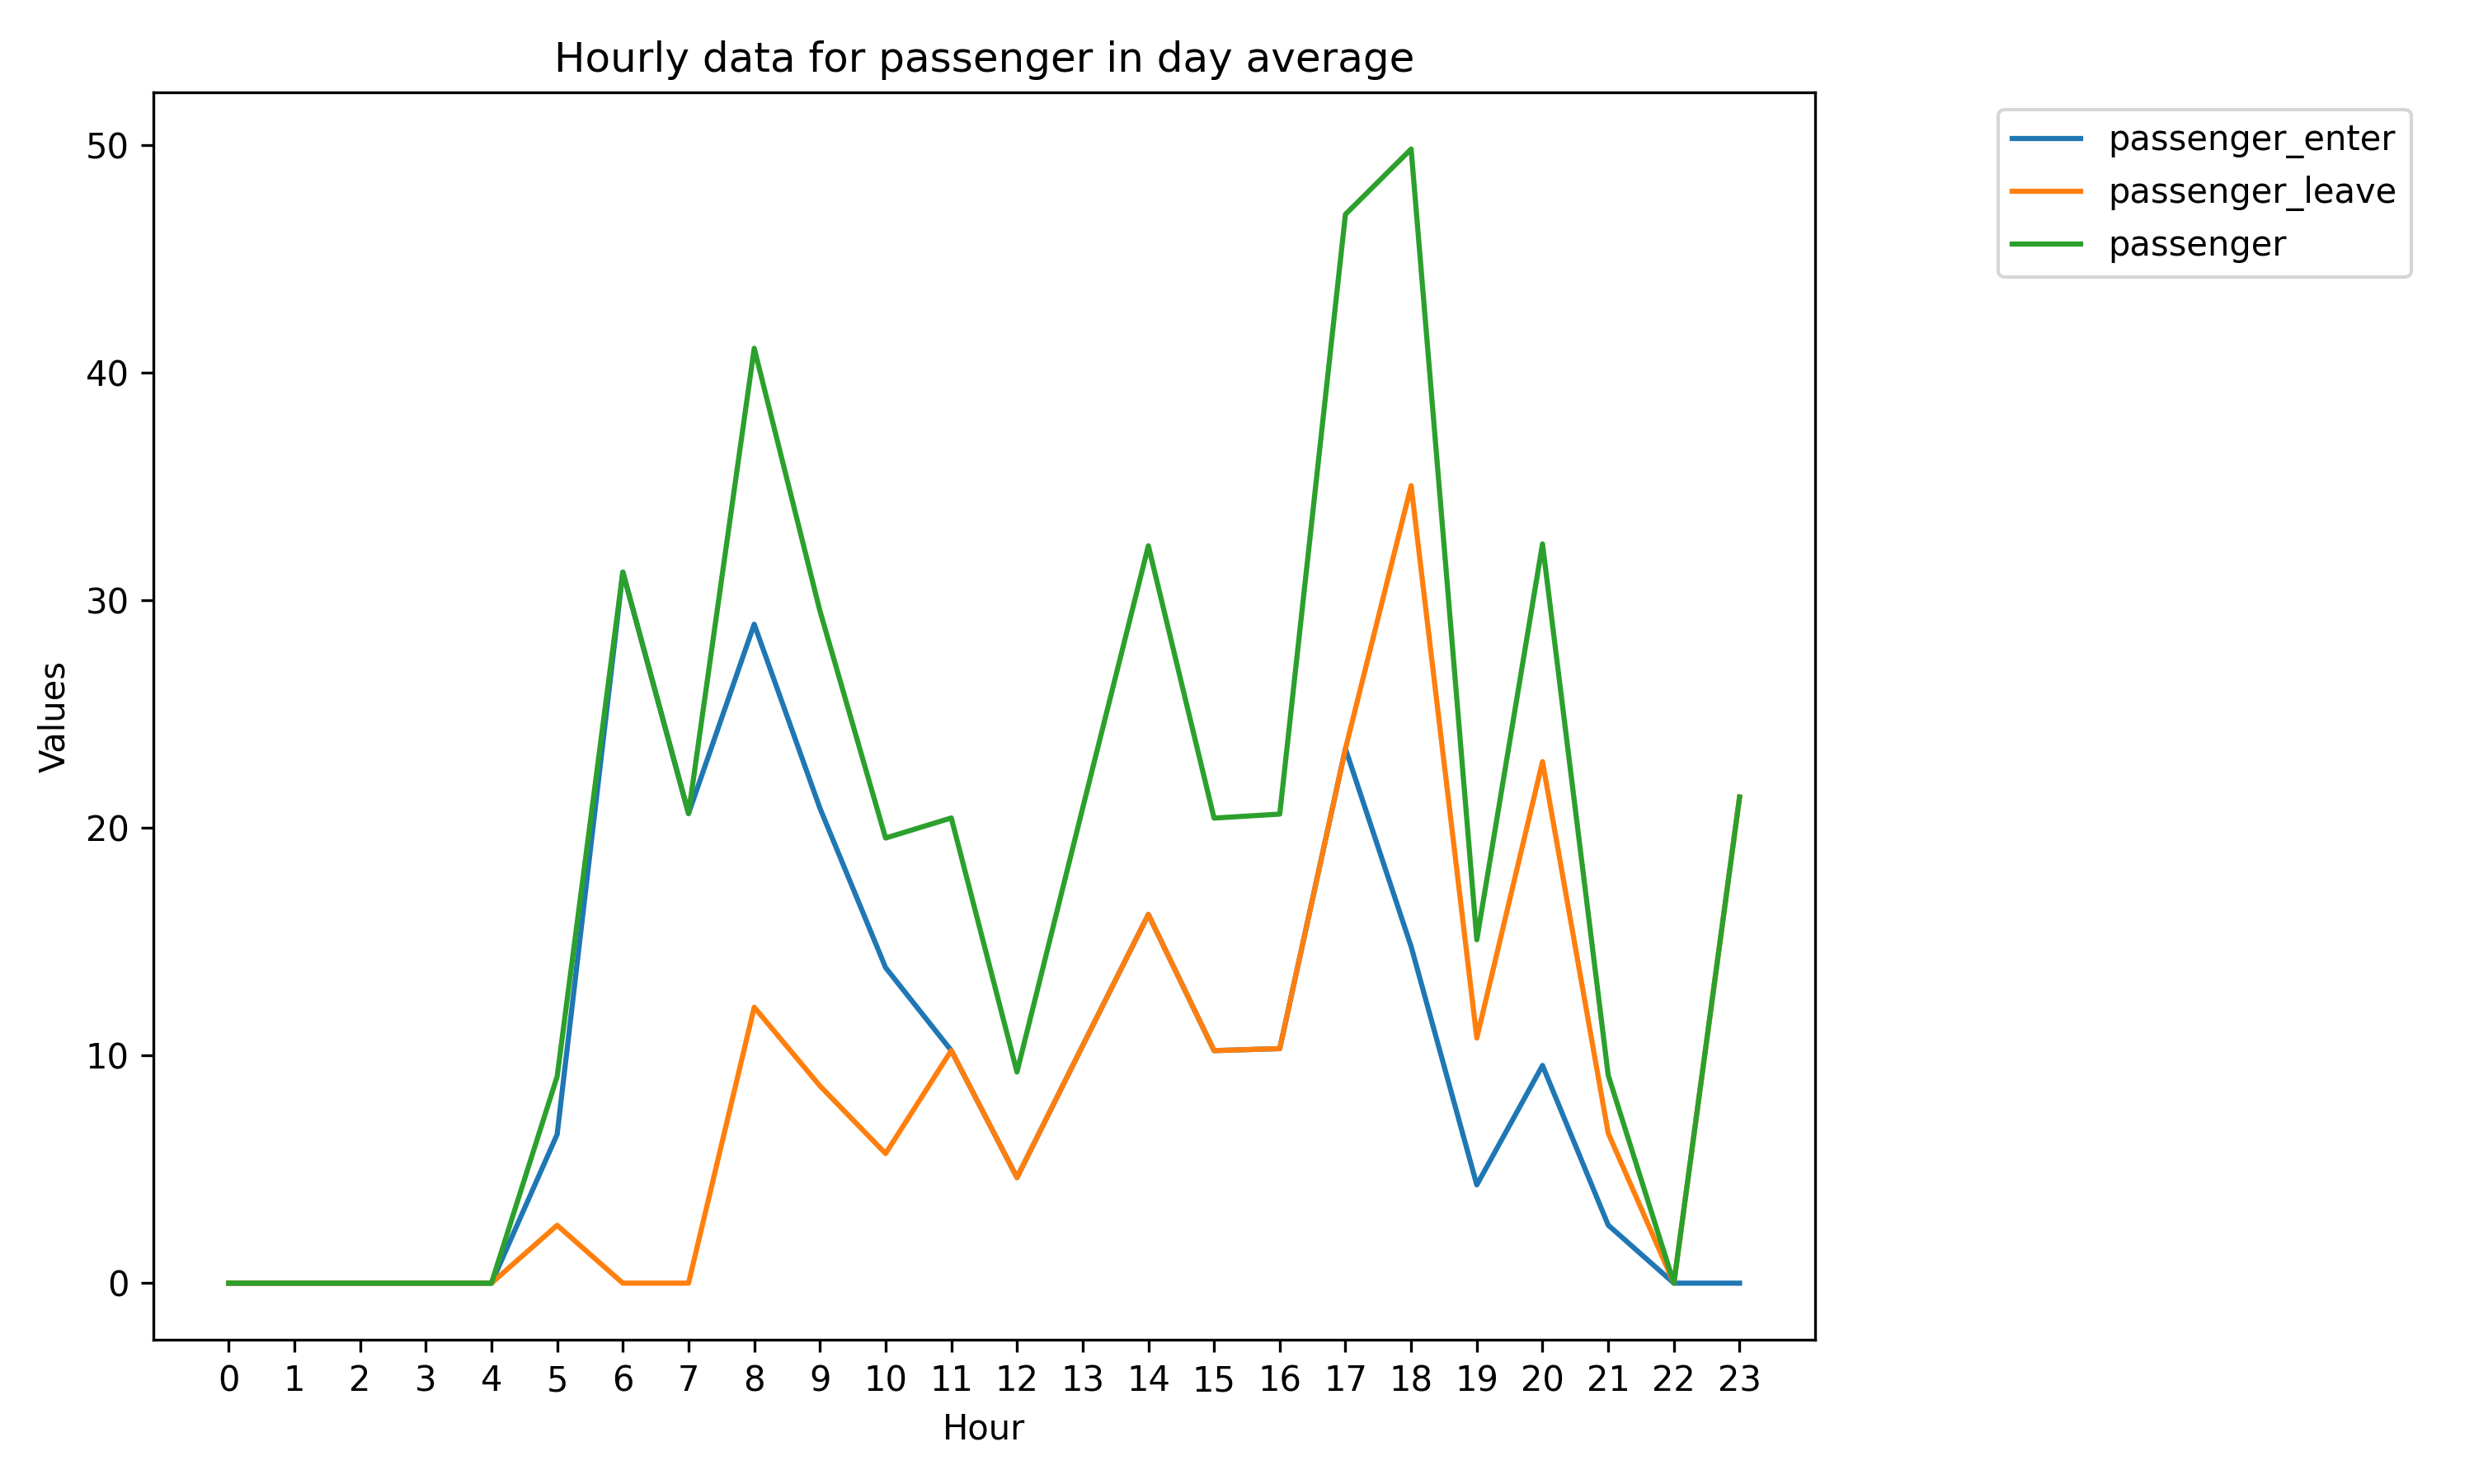 Hourly data for passenger in day average
passenger_enter
passenger_leave
passenger
50
40
30
20
10
0
Values
0 1 2 3 4 5 6 7 8 9 10 11 12 13 14 15 16 17 18 19 20 21 22 23
Hour